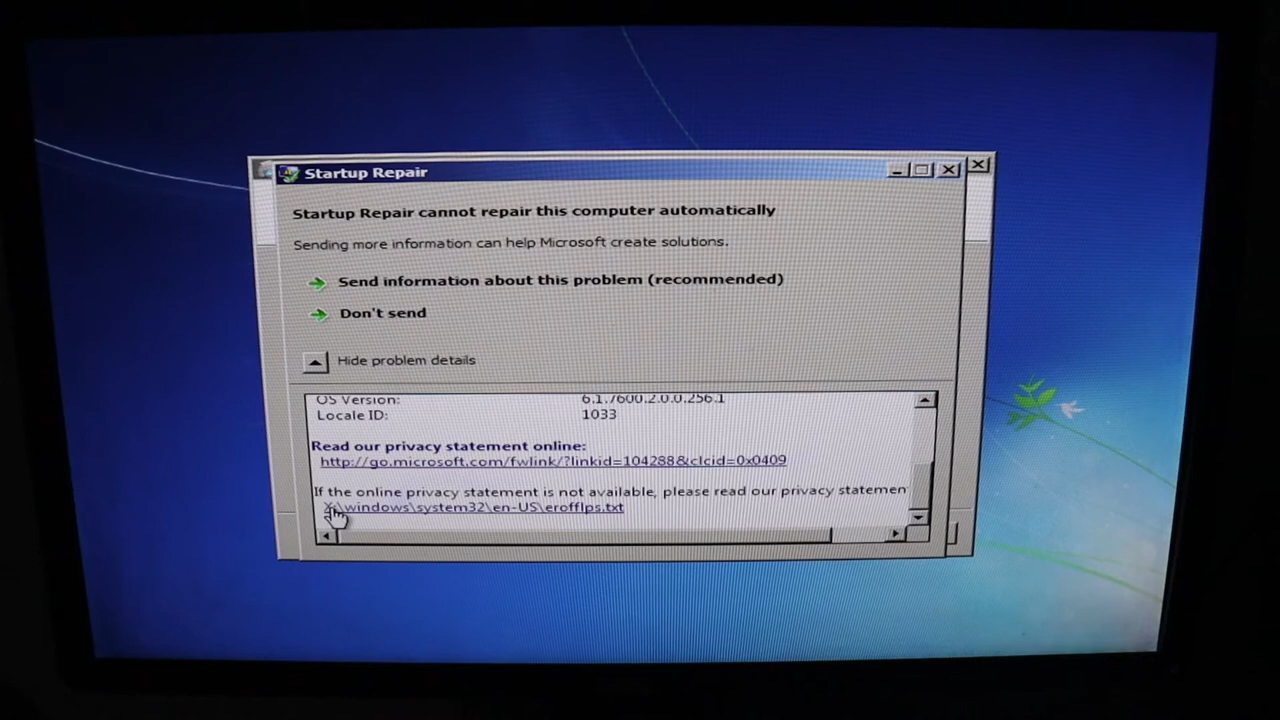 Startup Repair
Startup Repair cannot repair this computer automatically
Sending more information can help Microsoft create solutions.
Send information about this problem (recommended)
Don't send
Hide problem details
OS Version: 6.1.7600.2.0.0.256.1
Locale ID: 1033
Read our privacy statement online:
http://go.microsoft.com/fwlink/?linkid=104288&clcid=0x0409
If the online privacy statement is not available, please read our privacy statemen
X:\windows\system32\en-US\erofflps.txt